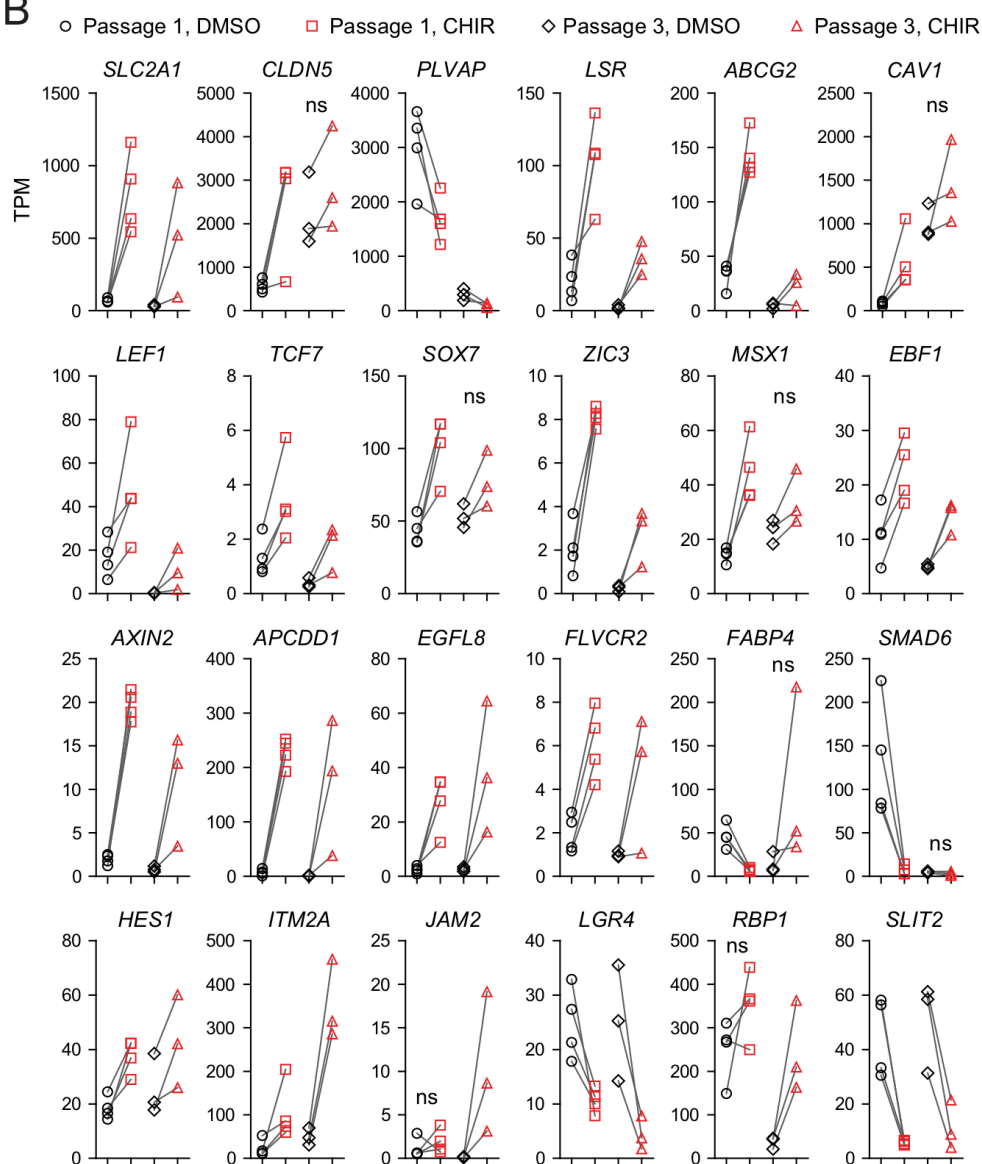 B
Passage 1, DMSO Passage 1, CHIR Passage 3, DMSO Passage 3, CHIR
SLC2A1 CLDN5 PLVAP LSR ABCG2 CAV1
TPM
1500 5000 4000 150 200 2500
ns ns
4000 2000
1000 3000 3000 100 150 1500
2000 2000 100 1000
500 1000 1000 50 50 500
0 0 0 0 0 0
LEF1 TCF7 SOX7 ZIC3 MSX1 EBF1
100 8 150 10 80 40
ns ns
80 6 100 8 60 30
60 4 6 40 20
40 2 50 4 20 10
20 2
0 0 0 0 0 0
AXIN2 APCDD1 EGFL8 FLVCR2 FABP4 SMAD6
25 400 80 10 250 250
ns
20 300 60 8 200 200
15 200 40 6 150 150
10 100 20 4 100 100
5 2 50 50
ns
0 0 0 0 0 0
HES1 ITM2A JAM2 LGR4 RBP1 SLIT2
80 500 25 40 500 80
ns
60 400 20 30 400 60
40 300 15 20 300 40
20 200 10 10 200 20
100 5 100
ns
0 0 0 0 0 0